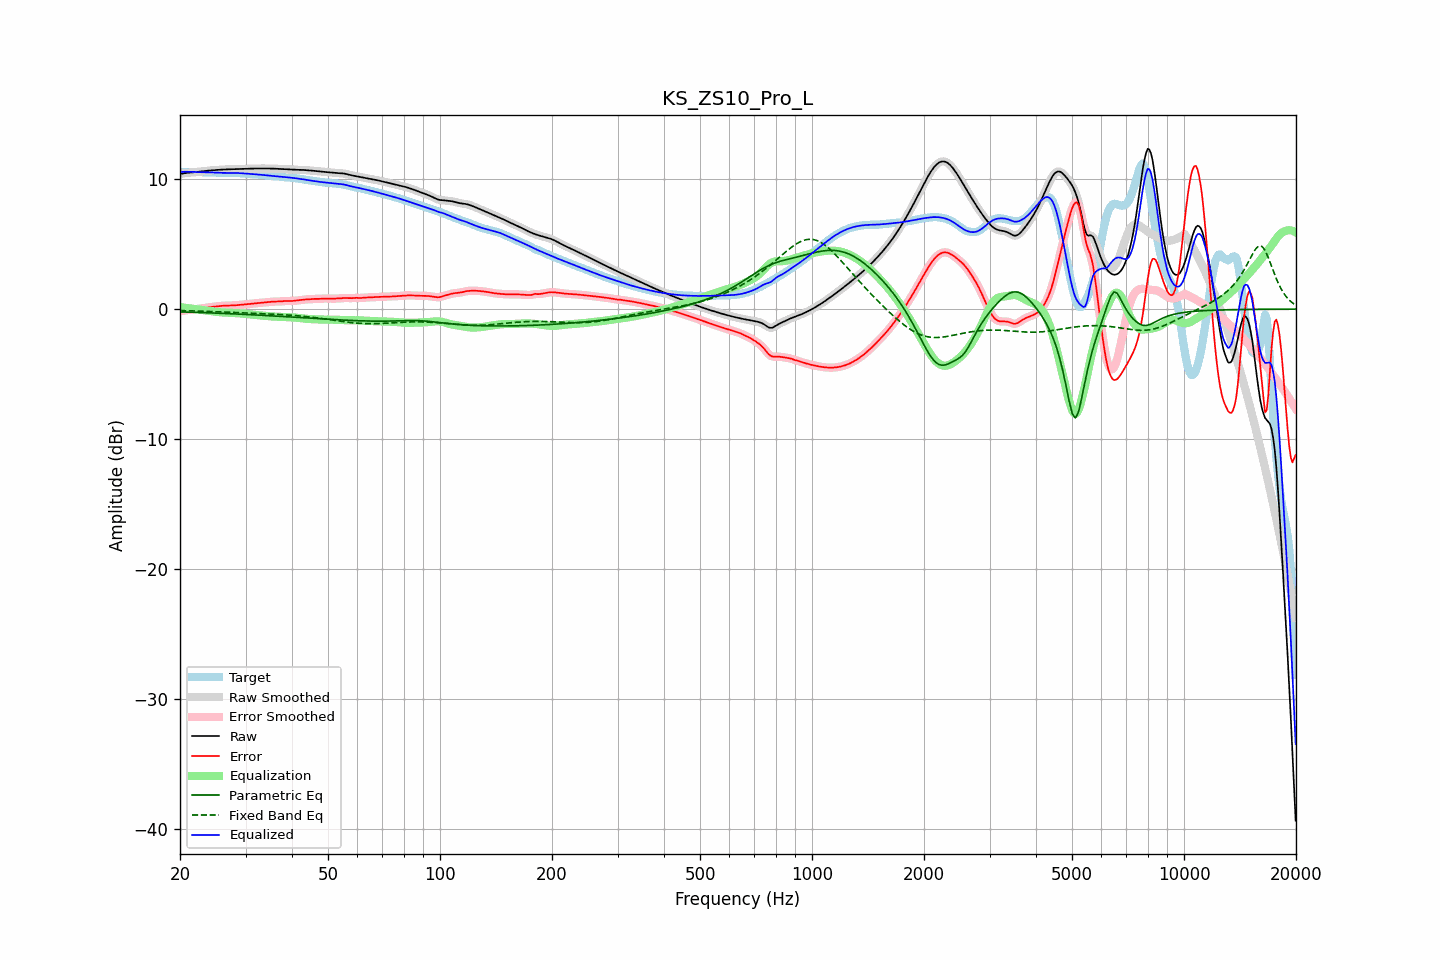 KS_ZS10_Pro_L
Amplitude (dBr)
10
0
−10
−20
−30
−40
Target
Raw Smoothed
Error Smoothed
Raw
Error
Equalization
Parametric Eq
Fixed Band Eq
Equalized
20 50 100 200 500 1000 2000 5000 10000 20000
Frequency (Hz)